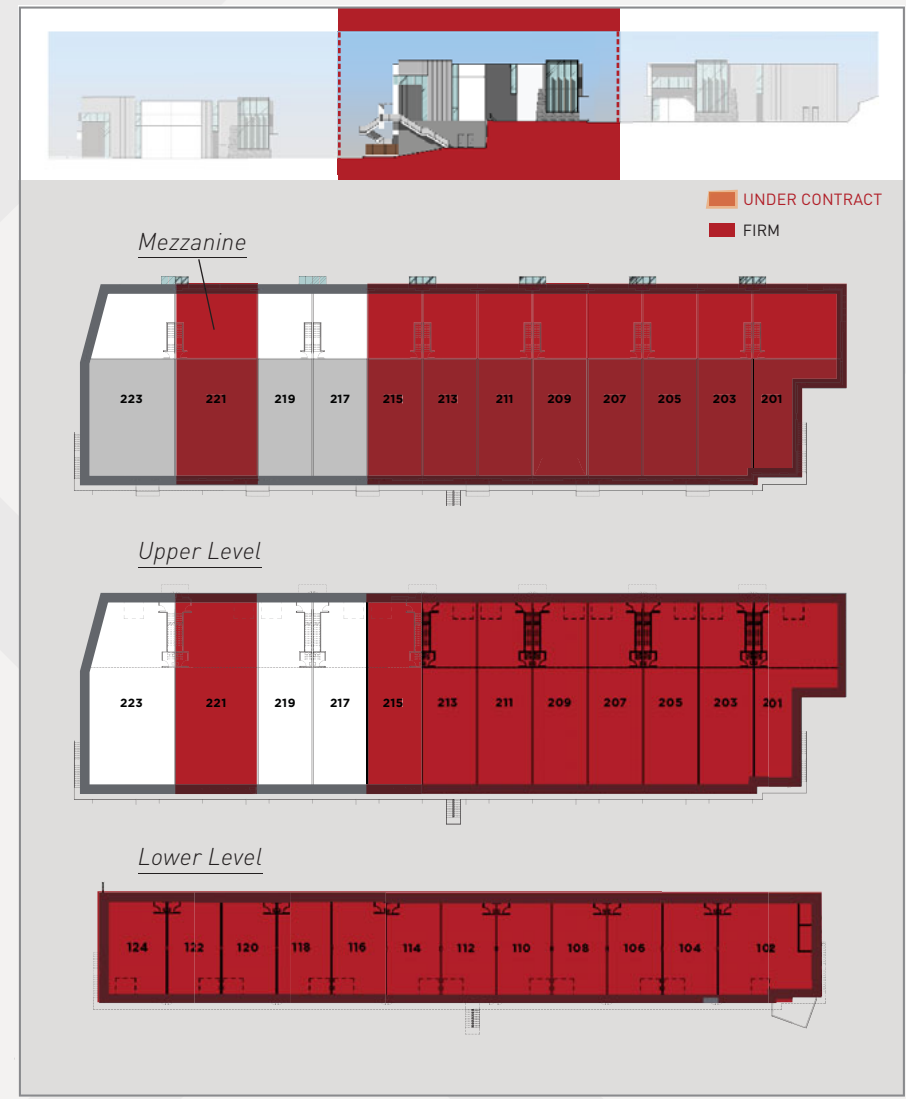 UNDER CONTRACT
FIRM
Mezzanine
223 221 219 217 215 213 211 209 207 205 203 201
Upper Level
223 221 219 217 215 213 211 209 207 205 203 201
Lower Level
124 122 120 118 116 114 112 110 108 106 104 102